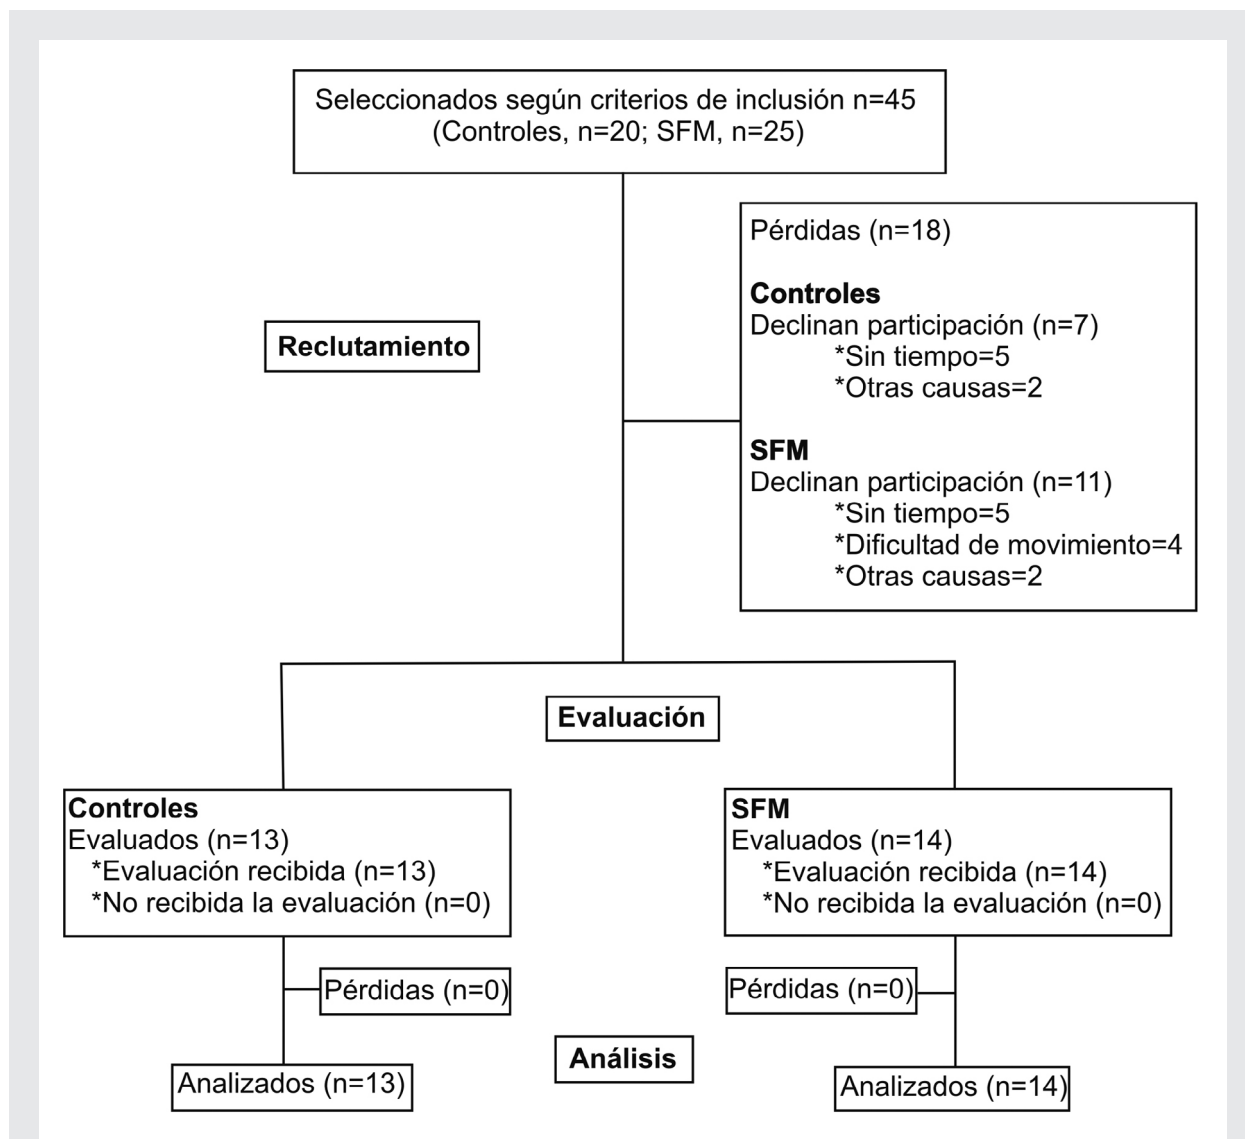 Seleccionados según criterios de inclusión n=45
(Controles, n=20; SFM, n=25)
Pérdidas (n=18)
Controles
Declinan participación (n=7)
*Sin tiempo=5
*Otras causas=2
SFM
Declinan participación (n=11)
*Sin tiempo=5
*Dificultad de movimiento=4
*Otras causas=2
Reclutamiento
Evaluación
Controles
Evaluados (n=13)
*Evaluación recibida (n=13)
*No recibida la evaluación (n=0)
SFM
Evaluados (n=14)
*Evaluación recibida (n=14)
*No recibida la evaluación (n=0)
Pérdidas (n=0)
Pérdidas (n=0)
Análisis
Analizados (n=13)
Analizados (n=14)